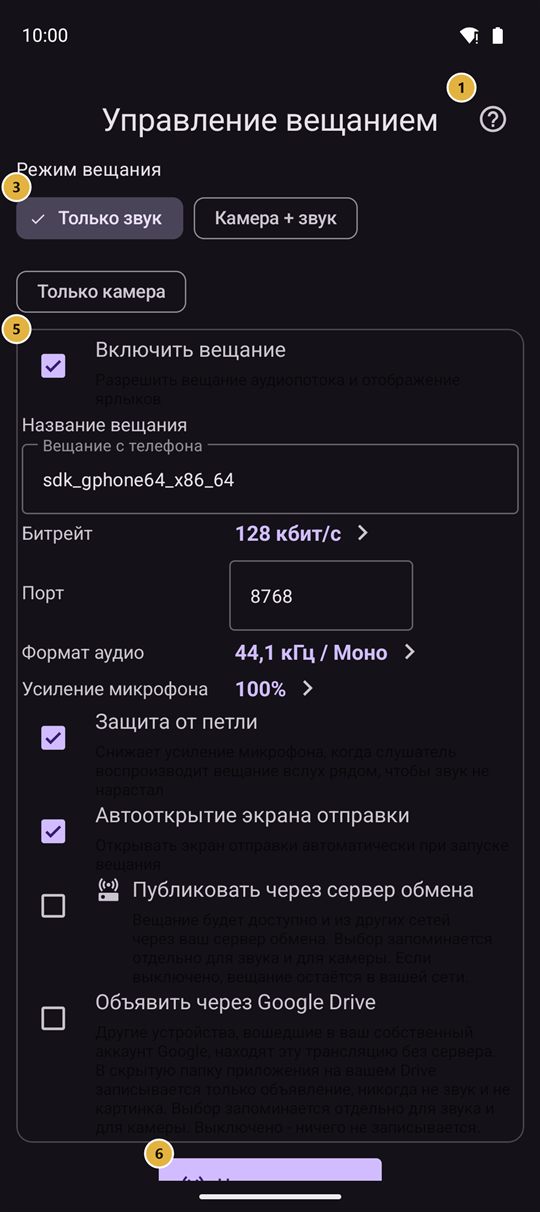 10:00
1
Управление вещанием
Режим вещания
3
Только звук
Камера + звук
Только камера
5
Включить вещание
Разрешить вещание аудиопотока и отображение
ярлыков
Название вещания
Вещание с телефона
sdk_gphone64_x86_64
Битрейт
128 кбит/с
Порт
8768
Формат аудио
44,1 кГц / Моно
Усиление микрофона
100%
Защита от петли
Снижает усиление микрофона, когда слушатель
воспроизводит вещание вслух рядом, чтобы звук не
нарастал
Автооткрытие экрана отправки
Открывать экран отправки автоматически при запуске
вещания
Публиковать через сервер обмена
Вещание будет доступно и из других сетей
через ваш сервер обмена. Выбор запоминается
отдельно для звука и для камеры. Если
выключено, вещание остаётся в вашей сети.
Объявить через Google Drive
Другие устройства, вошедшие в ваш собственный
аккаунт Google, находят эту трансляцию без сервера.
В скрытую папку приложения на вашем Drive
записывается только объявление, никогда не звук и не
картинка. Выбор запоминается отдельно для звука и
для камеры. Выключено - ничего не записывается.
6